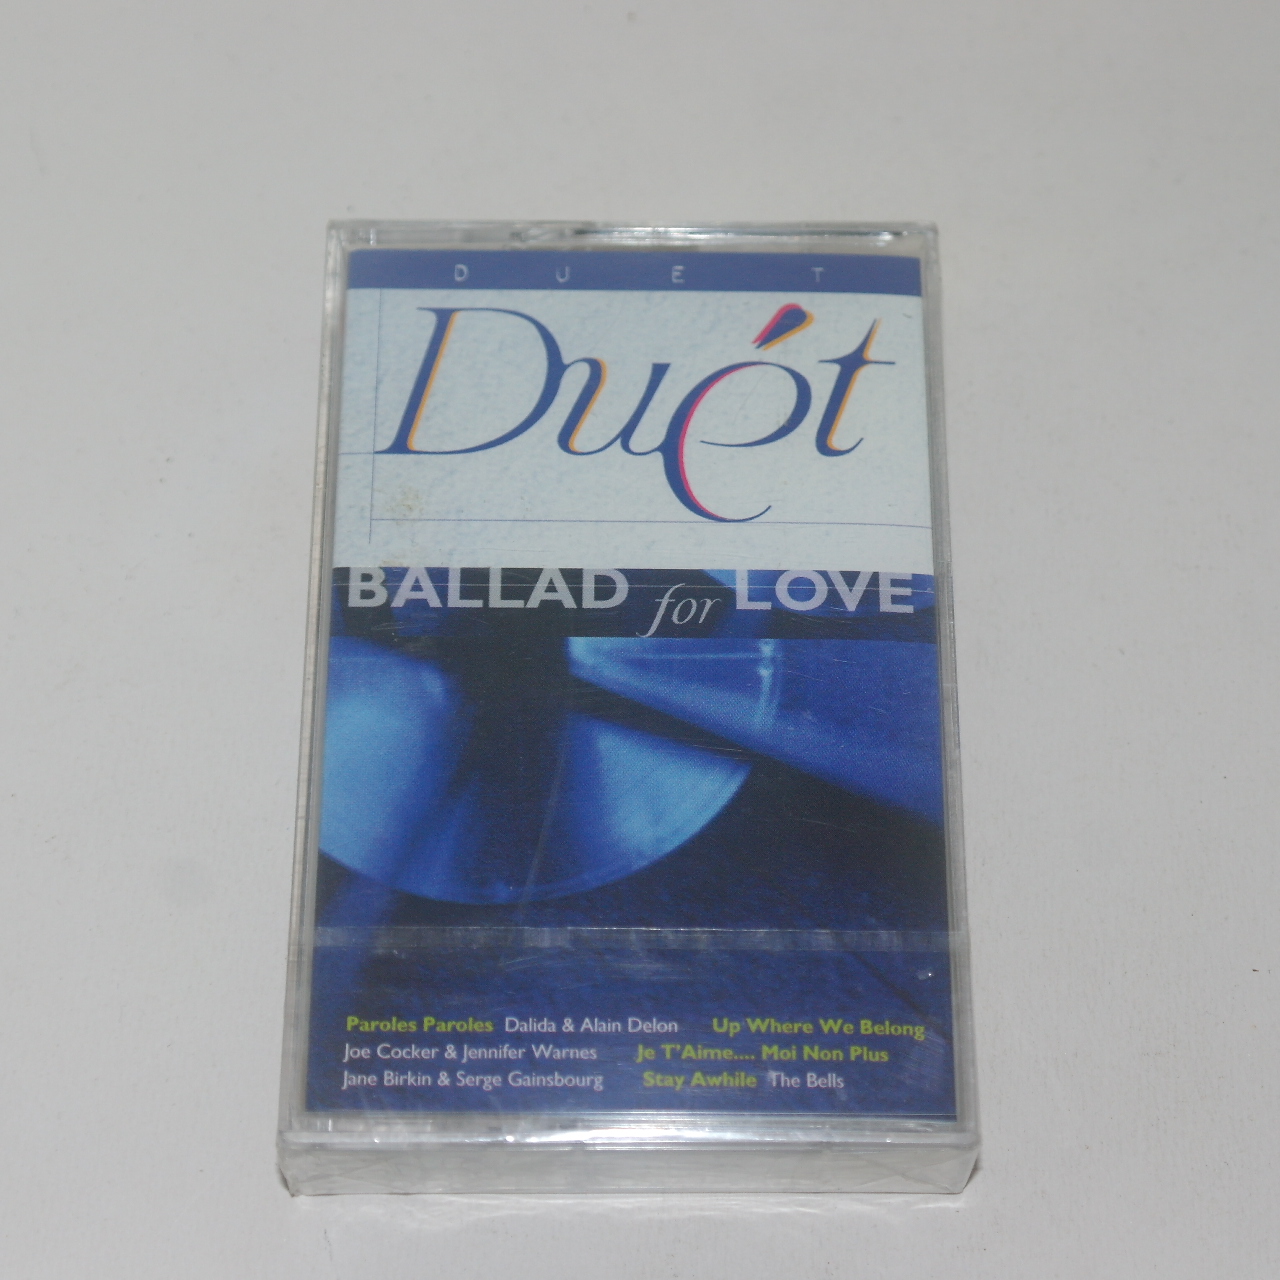 DUET
Duét
BALLAD for LOVE
Paroles Paroles Dalida & Alain Delon Up Where We Belong
Joe Cocker & Jennifer Warnes Je T'Aime.... Moi Non Plus
Jane Birkin & Serge Gainsbourg Stay Awhile The Bells